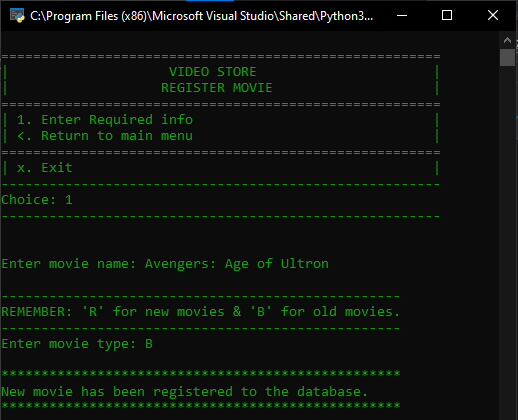 C:\Program Files (x86)\Microsoft Visual Studio\Shared\Python3...
======================================================
|                    VIDEO STORE                      |
|                   REGISTER MOVIE                    |
======================================================
| 1. Enter Required info                              |
| <. Return to main menu                              |
======================================================
| x. Exit                                             |
-------------------------------------------------------
Choice: 1
-------------------------------------------------------
Enter movie name: Avengers: Age of Ultron
--------------------------------------------------
REMEMBER: 'R' for new movies & 'B' for old movies.
--------------------------------------------------
Enter movie type: B
**************************************************
New movie has been registered to the database.
**************************************************